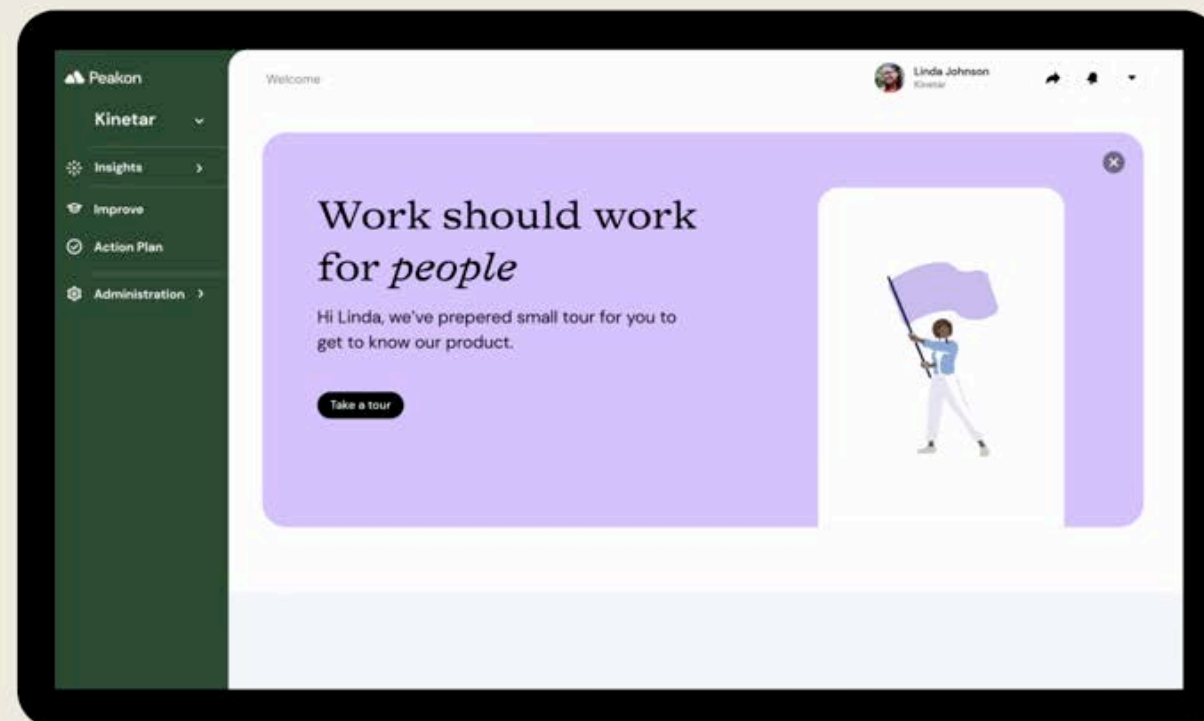 Peakon
Kinetar
Insights
Improve
Action Plan
Administration
Welcome
Linda Johnson
Kinetar
Work should work
for people
Hi Linda, we've prepered small tour for you to
get to know our product.
Take a tour